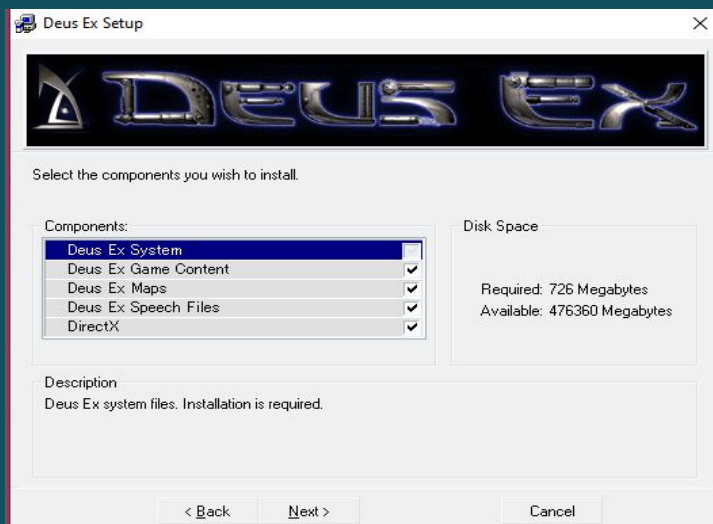 Deus Ex Setup
DEUS EX
Select the components you wish to install.
Components:
Deus Ex System
Deus Ex Game Content
Deus Ex Maps
Deus Ex Speech Files
DirectX
Disk Space
Required: 726 Megabytes
Available: 476360 Megabytes
Description
Deus Ex system files. Installation is required.
< Back
Next >
Cancel